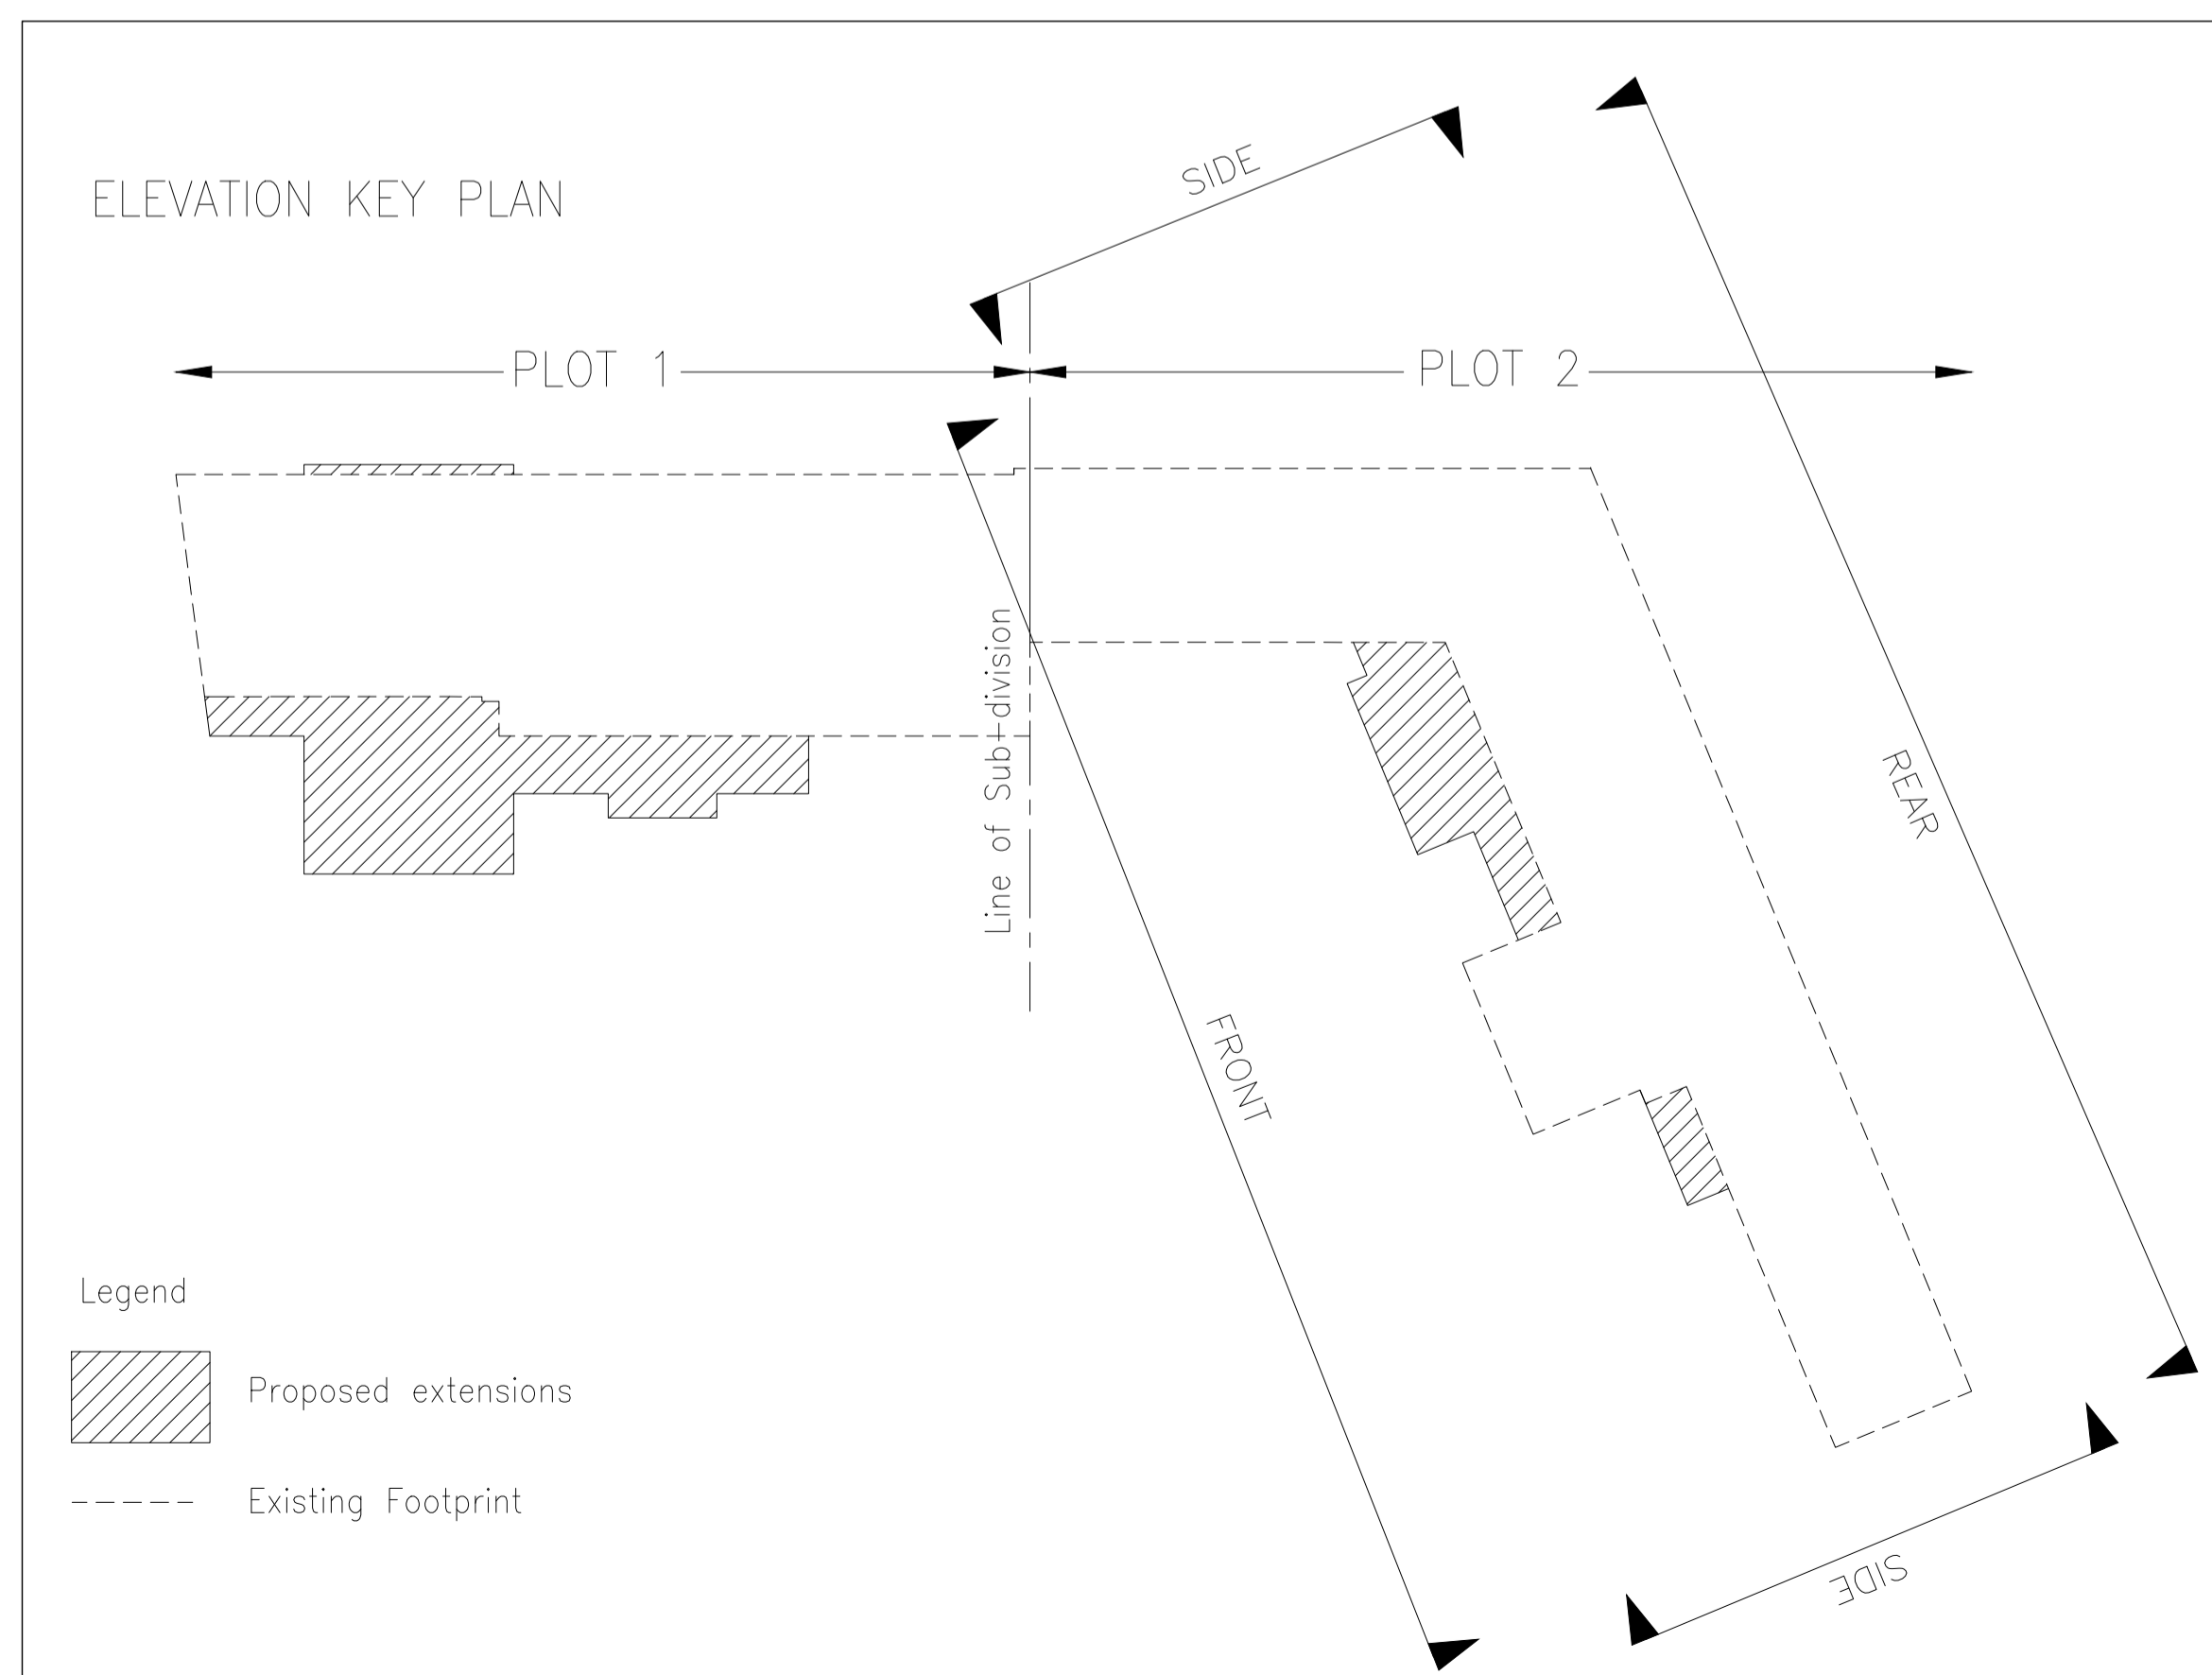 SIDE
ELEVATION KEY PLAN
PLOT 1
PLOT 2
Line of Sub-division
REAR
FRONT
Legend
Proposed extensions
Existing Footprint
SIDE